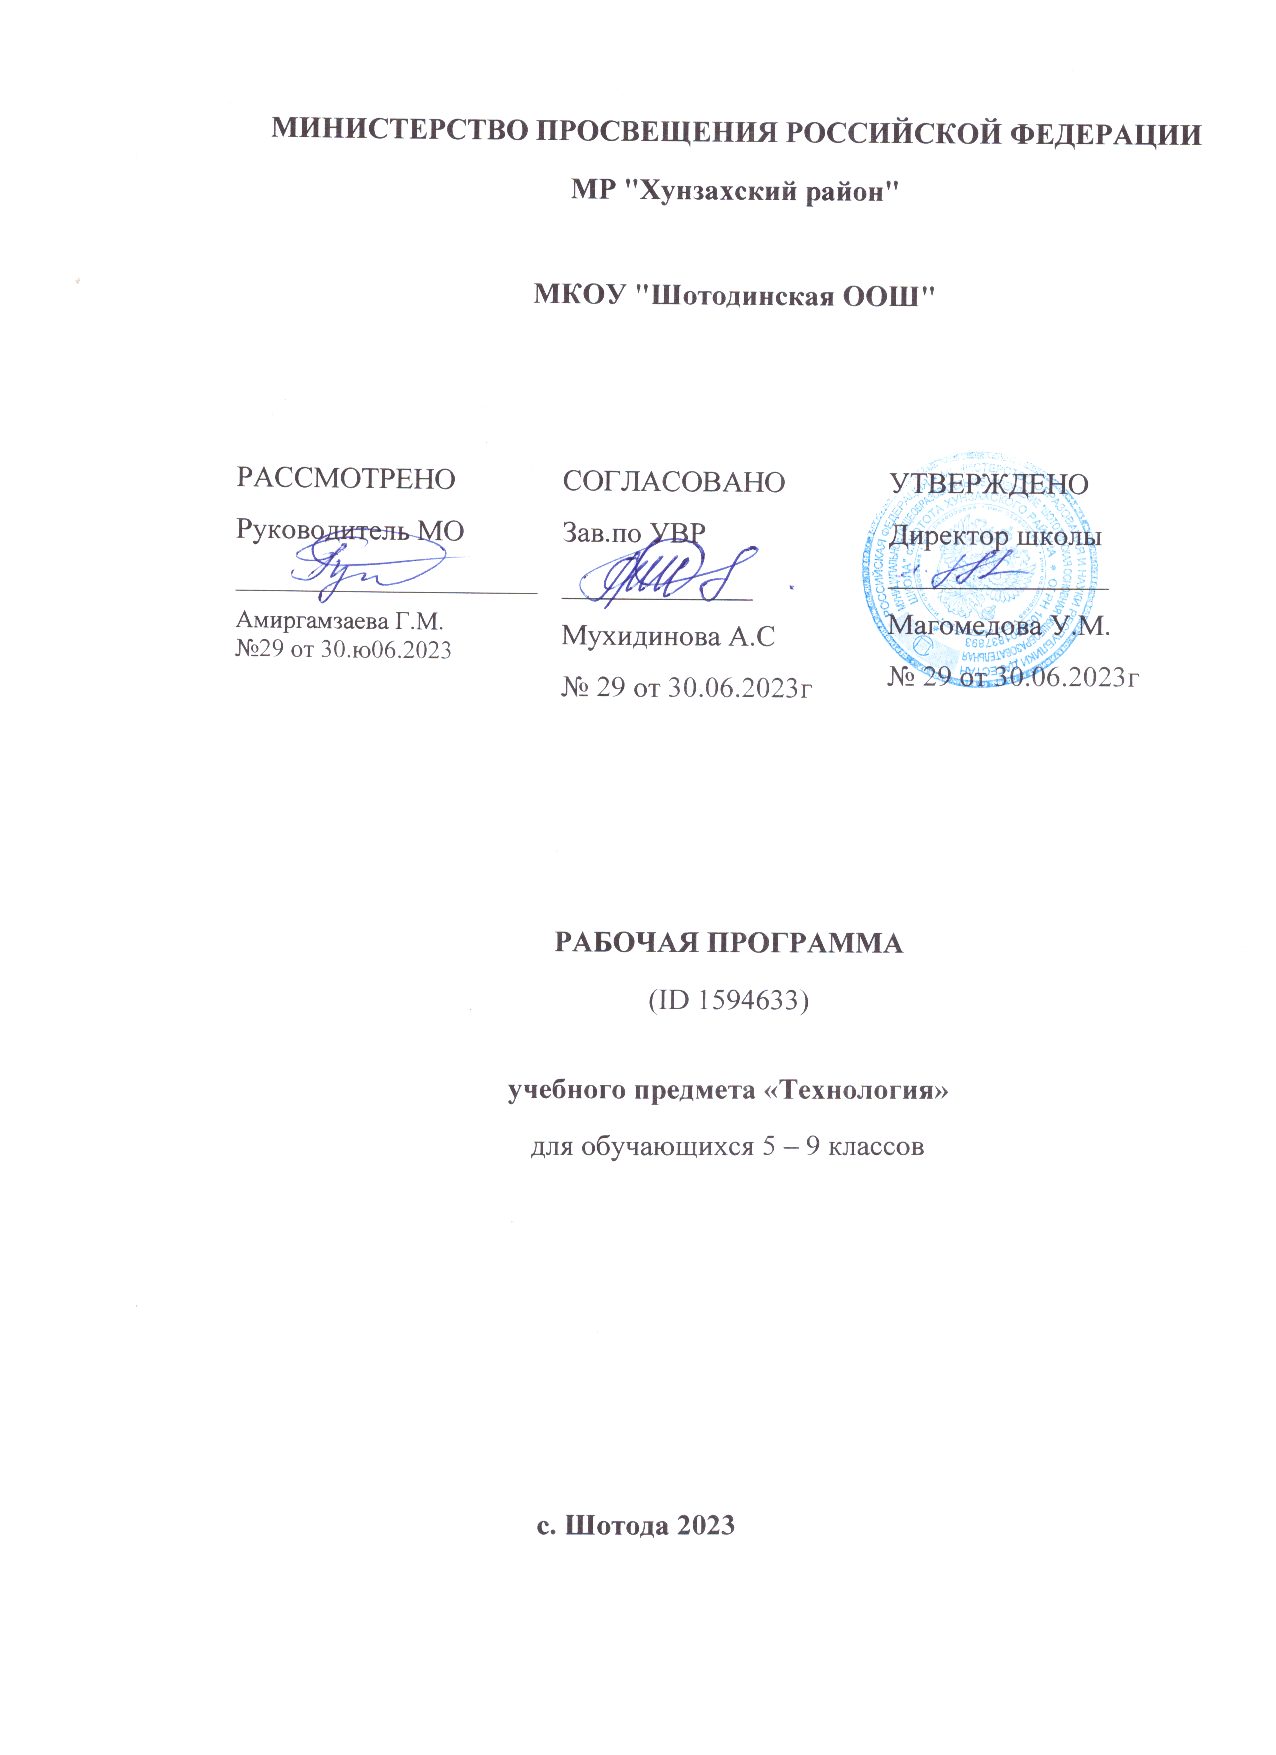 МИНИСТЕРСТВО ПРОСВЕЩЕНИЯ РОССИЙСКОЙ ФЕДЕРАЦИИ
МР "Хунзахский район"
МКОУ "Шотодинская ООШ"
РАССМОТРЕНО
Руководитель МО
Амиргамзаева Г.М.
№29 от 30.ю06.2023
СОГЛАСОВАНО
Зав.по УВР
Мухидинова А.С
№ 29 от 30.06.2023г
УТВЕРЖДЕНО
Директор школы
Магомедова У.М.
№ 29 от 30.06.2023г
РАБОЧАЯ ПРОГРАММА
(ID 1594633)
учебного предмета «Технология»
для обучающихся 5 – 9 классов
с. Шотода 2023